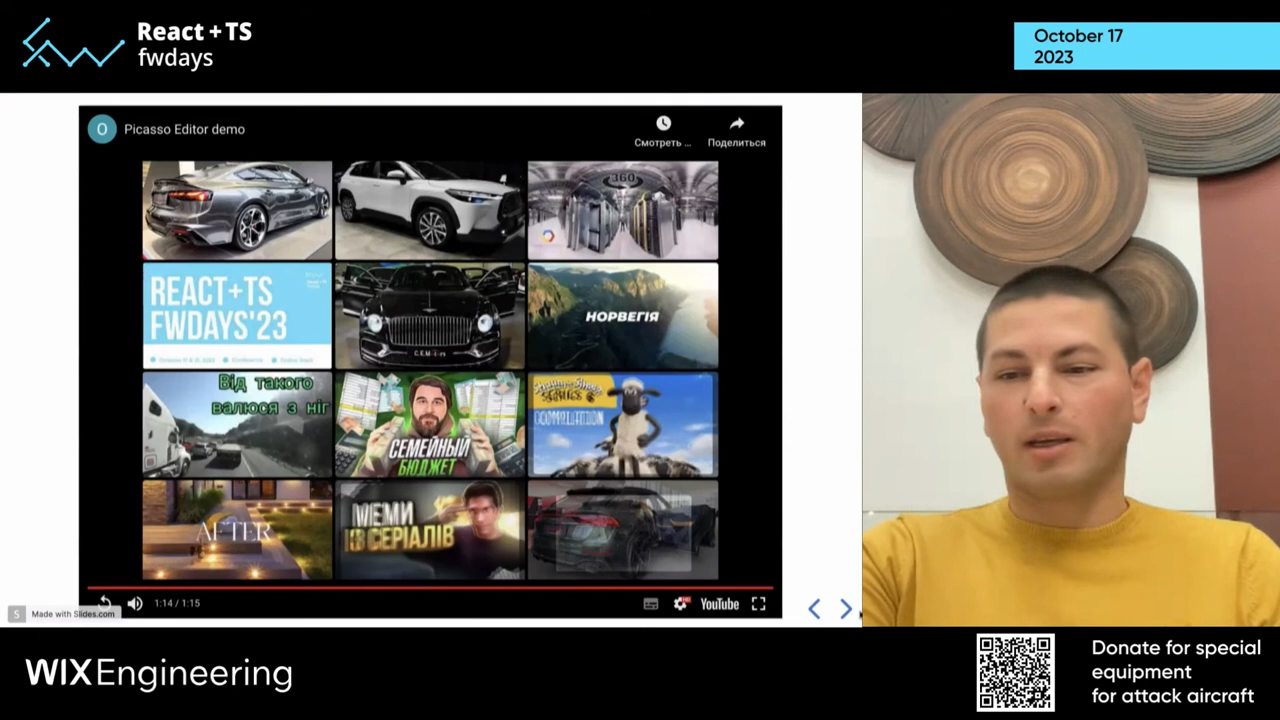 React + TS
fwdays
October 17
2023
O
Picasso Editor demo
Смотреть ...
Поделиться
360
REACT+TS
FWDAYS'23
НОРВЕГІЯ
Від такого
валюся з ніг
СЕМЕЙНЫЙ
БЮДЖЕТ
COMPILATION
AFTER
МЕМИ
ІЗ СЕРІАЛІВ
1:14 / 1:15
YouTube
S Made with Slides.com
WIX Engineering
Donate for special
equipment
for attack aircraft